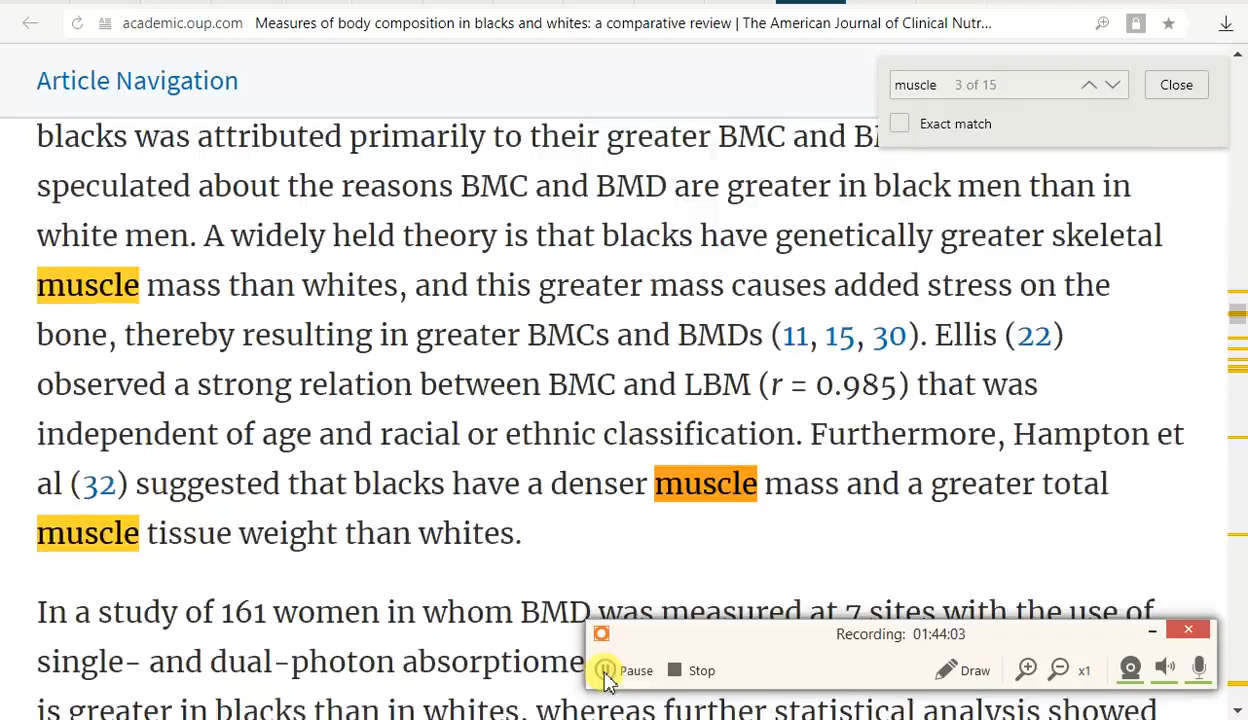 academic.oup.com Measures of body composition in blacks and whites: a comparative review | The American Journal of Clinical Nutr...
Article Navigation
muscle 3 of 15 Close
Exact match
blacks was attributed primarily to their greater BMC and
speculated about the reasons BMC and BMD are greater in black men than in
white men. A widely held theory is that blacks have genetically greater skeletal
muscle mass than whites, and this greater mass causes added stress on the
bone, thereby resulting in greater BMCs and BMDs (11, 15, 30). Ellis (22)
observed a strong relation between BMC and LBM (r = 0.985) that was
independent of age and racial or ethnic classification. Furthermore, Hampton et
al (32) suggested that blacks have a denser muscle mass and a greater total
muscle tissue weight than whites.
In a study of 161 women in whom BMD was measured at 7 sites with the use of
single- and dual-photon absorptiome
is greater in blacks than in whites, whereas further statistical analysis showed
Recording: 01:44:03
Pause Stop Draw x1